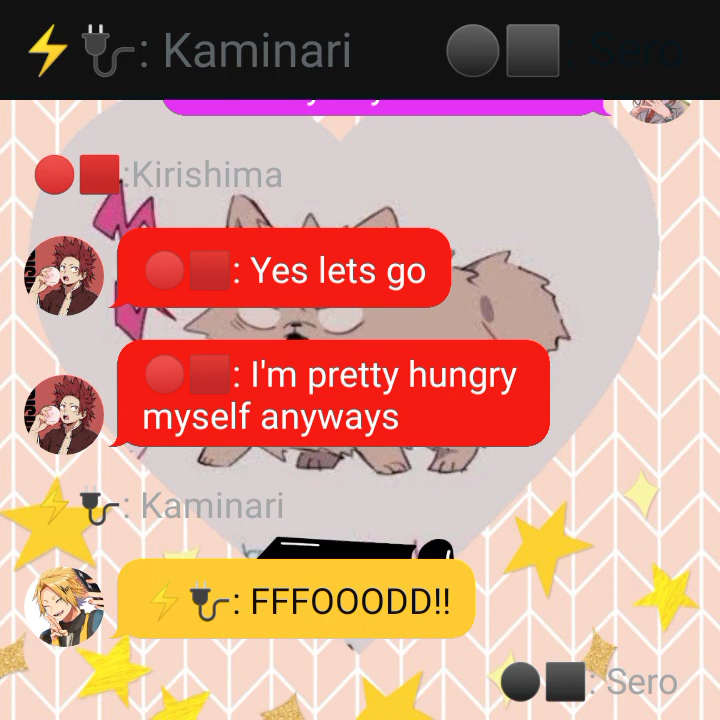 ⚡🔌: Kaminari ⚫⬛: Sero
🔴🟥:Kirishima
🔴🟥: Yes lets go
🔴🟥: I'm pretty hungry
myself anyways
⚡🔌: Kaminari
⚡🔌: FFFOOODD!!
⚫⬛: Sero